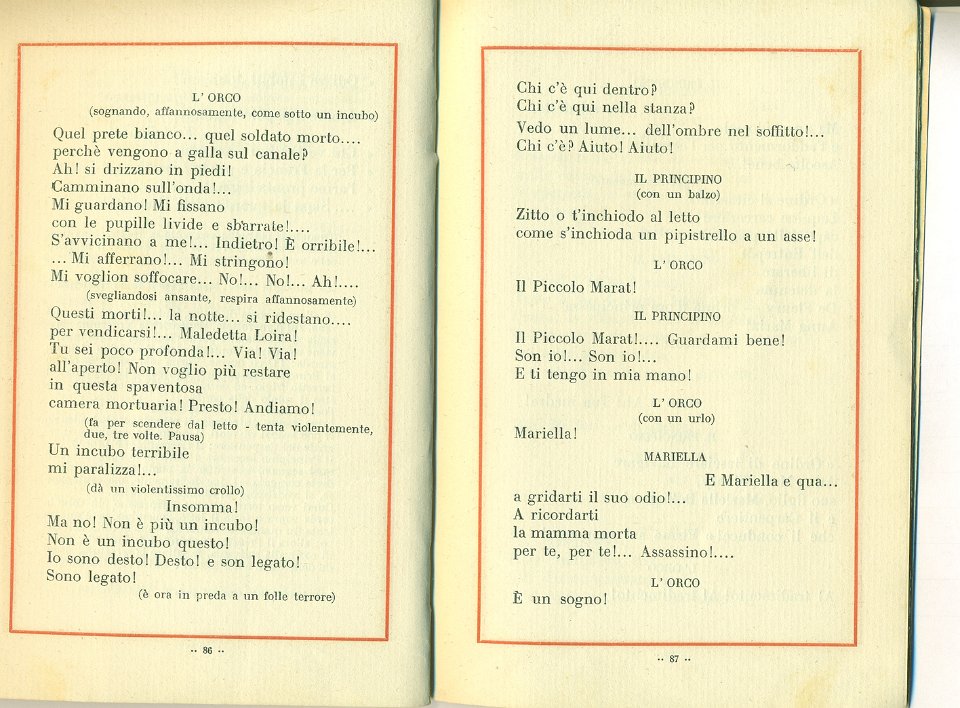 L' ORCO
(sognando, affannosamente, come sotto un incubo)
Quel prete bianco... quel soldato morto....
perchè vengono a galla sul canale?
Ah! si drizzano in piedi!
Camminano sull'onda!...
Mi guardano! Mi fissano
con le pupille livide e sbarrate!....
S'avvicinano a me!... Indietro! È orribile!...
... Mi afferrano!... Mi stringono!
Mi voglion soffocare... No!... No!... Ah!....
(svegliandosi ansante, respira affannosamente)
Questi morti!... la notte... si ridestano....
per vendicarsi!... Maledetta Loira!
Tu sei poco profonda!... Via! Via!
all'aperto! Non voglio più restare
in questa spaventosa
camera mortuaria! Presto! Andiamo!
(fa per scendere dal letto - tenta violentemente,
due, tre volte. Pausa)
Un incubo terribile
mi paralizza!...
(dà un violentissimo crollo)
Insomma!
Ma no! Non è più un incubo!
Non è un incubo questo!
Io sono desto! Desto! e son legato!
Sono legato!
(è ora in preda a un folle terrore)
·· 86 ··
Chi c'è qui dentro?
Chi c'è qui nella stanza?
Vedo un lume... dell'ombre nel soffitto!...
Chi c'è? Aiuto! Aiuto!
IL PRINCIPINO
(con un balzo)
Zitto o t'inchiodo al letto
come s'inchioda un pipistrello a un asse!
L' ORCO
Il Piccolo Marat!
IL PRINCIPINO
Il Piccolo Marat!.... Guardami bene!
Son io!... Son io!...
E ti tengo in mia mano!
L' ORCO
(con un urlo)
Mariella!
MARIELLA
E Mariella e qua...
a gridarti il suo odio!...
A ricordarti
la mamma morta
per te, per te!... Assassino!....
L' ORCO
È un sogno!
·· 87 ··